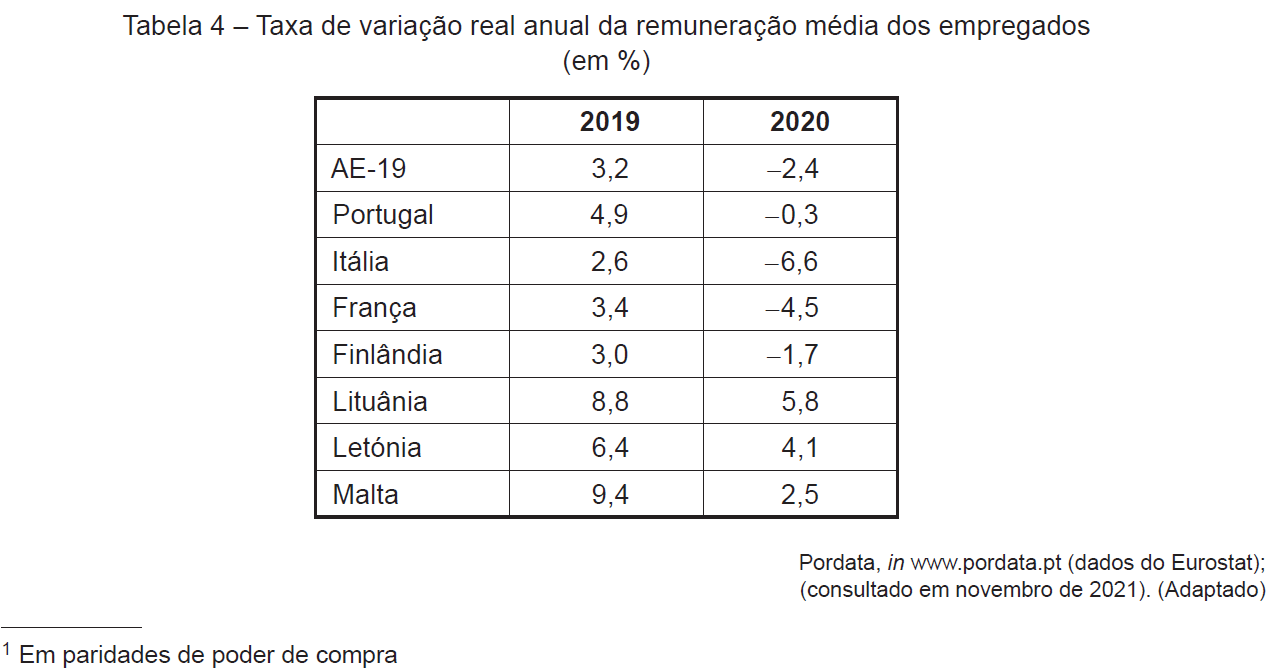 Tabela 4 – Taxa de variação real anual da remuneração média dos empregados
(em %)
2019 2020
AE-19 3,2 –2,4
Portugal 4,9 –0,3
Itália 2,6 –6,6
França 3,4 –4,5
Finlândia 3,0 –1,7
Lituânia 8,8 5,8
Letónia 6,4 4,1
Malta 9,4 2,5
Pordata, in www.pordata.pt (dados do Eurostat);
(consultado em novembro de 2021). (Adaptado)
1 Em paridades de poder de compra